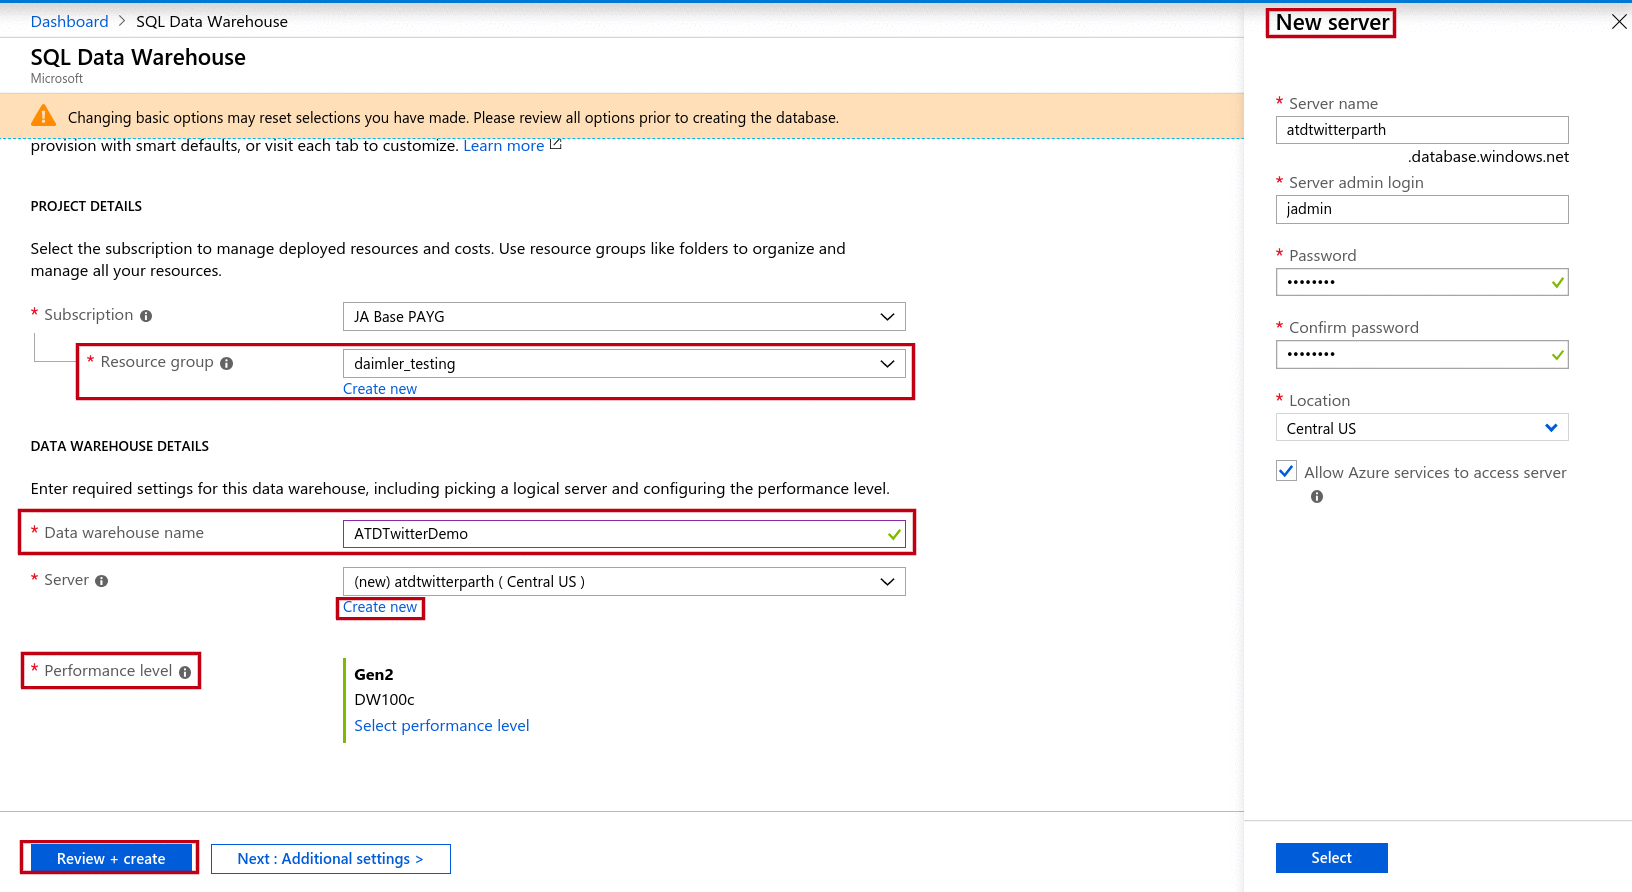 Dashboard > SQL Data Warehouse
SQL Data Warehouse
Microsoft
Changing basic options may reset selections you have made. Please review all options prior to creating the database.
provision with smart defaults, or visit each tab to customize. Learn more
PROJECT DETAILS
Select the subscription to manage deployed resources and costs. Use resource groups like folders to organize and
manage all your resources.
* Subscription
JA Base PAYG
* Resource group
daimler_testing
Create new
DATA WAREHOUSE DETAILS
Enter required settings for this data warehouse, including picking a logical server and configuring the performance level.
* Data warehouse name
ATDTwitterDemo
* Server
(new) atdtwitterparth ( Central US )
Create new
* Performance level
Gen2
DW100c
Select performance level
Review + create
Next : Additional settings >
New server
* Server name
atdtwitterparth
.database.windows.net
* Server admin login
jadmin
* Password
••••••••
* Confirm password
••••••••
* Location
Central US
Allow Azure services to access server
Select